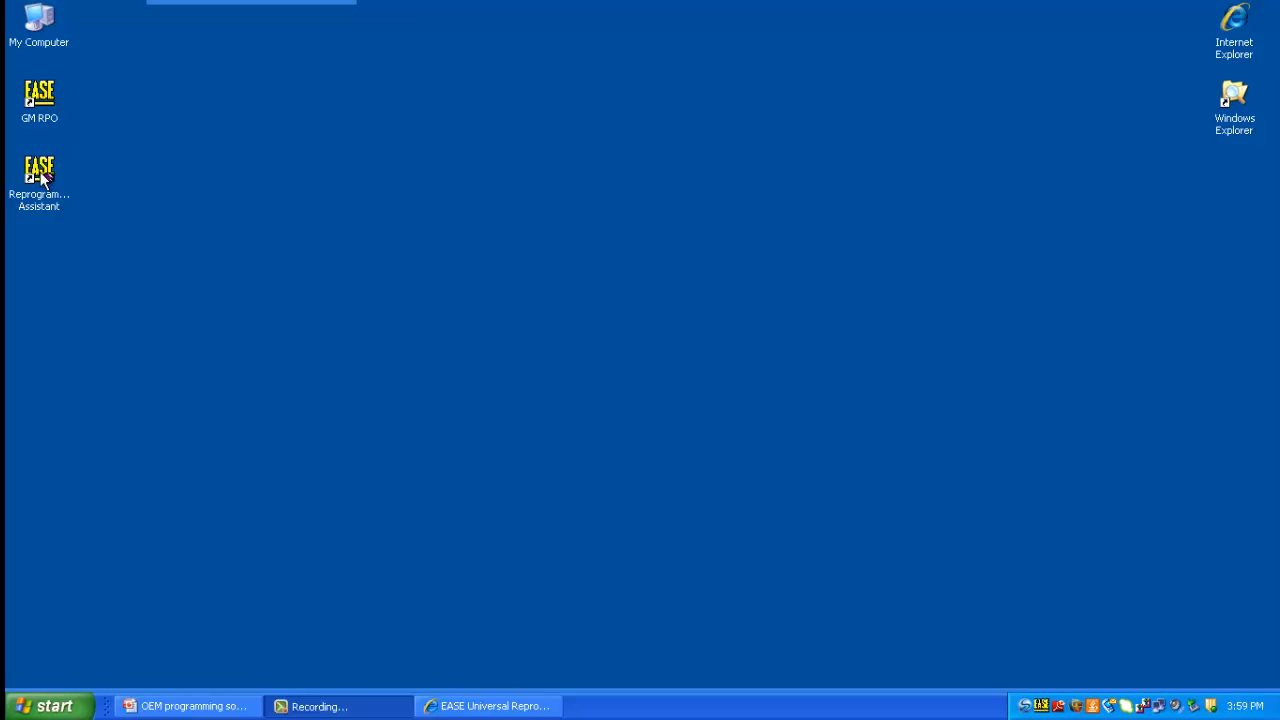 My Computer
EASE
GM RPO
EASE
Reprogram...
Assistant
Internet
Explorer
Windows
Explorer
start
OEM programming so...
Recording...
EASE Universal Repro...
EASE
3:59 PM